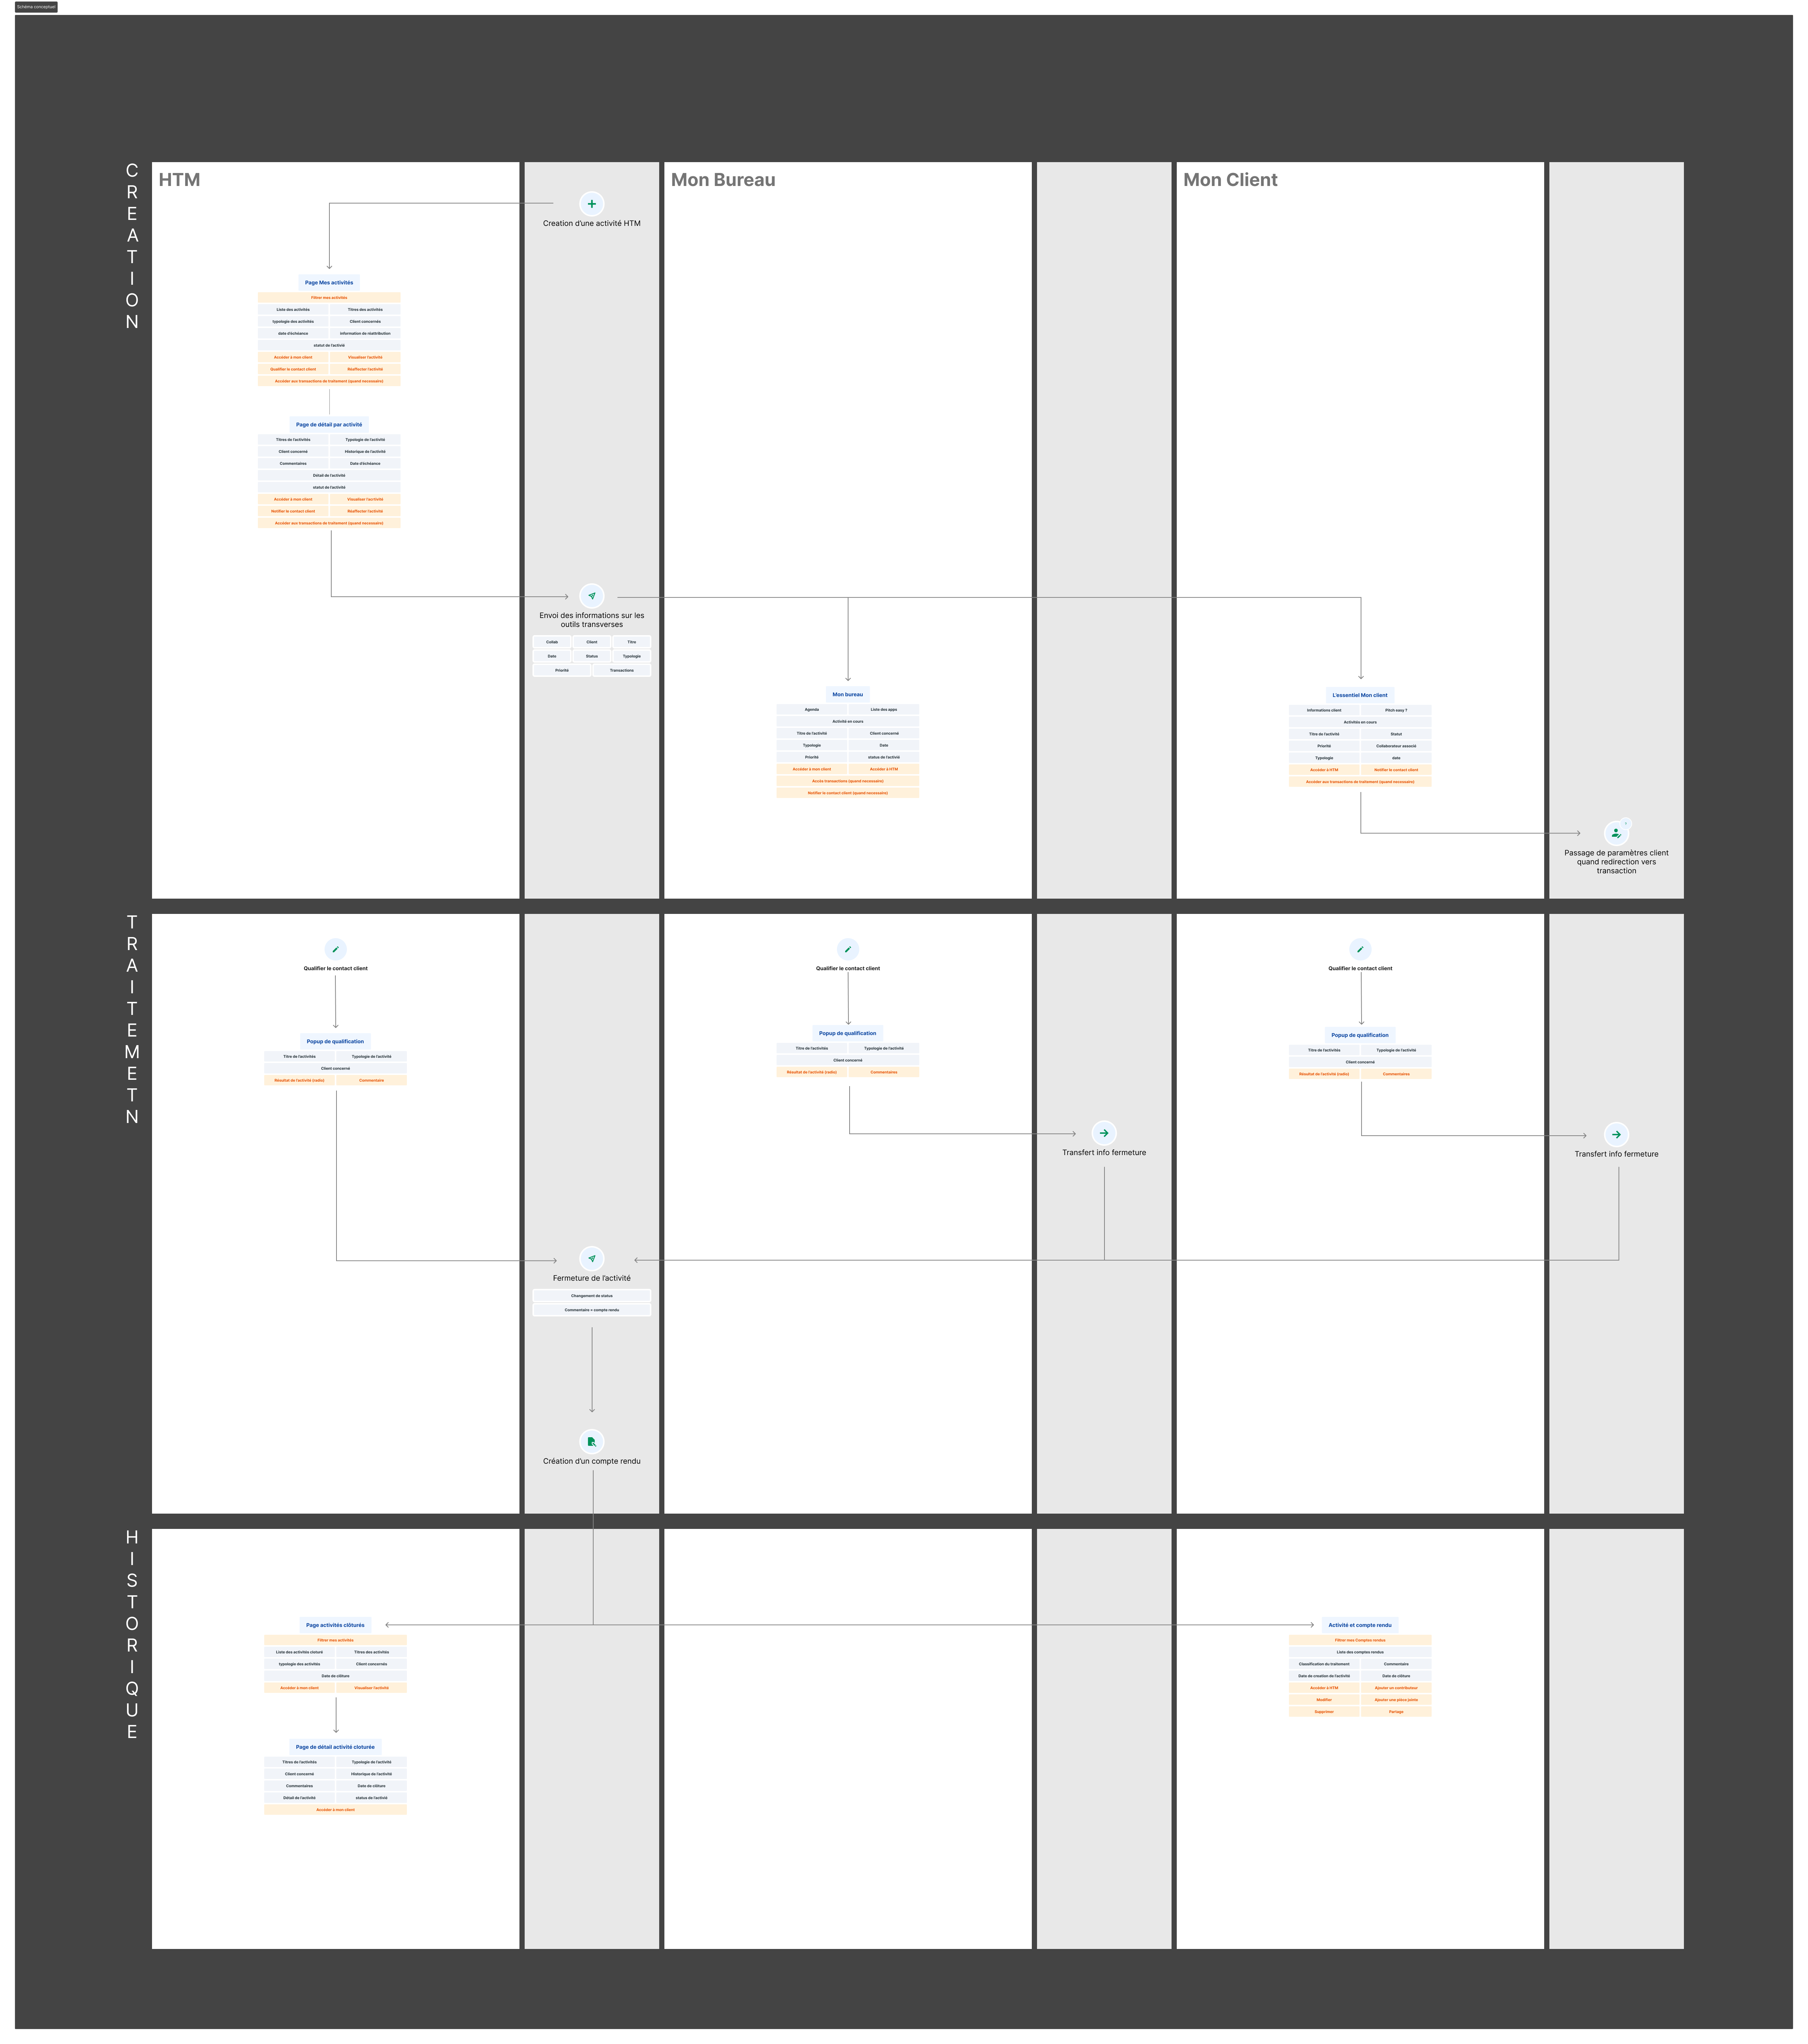 Schéma conceptuel
CREATION
HTM
Mon Bureau
Mon Client
Creation d'une activité HTM
Page Mes activités
Filtrer mes activités
Liste des activités
Titres des activités
typologie des activités
Client concernés
date d'échéance
information de réattribution
statut de l'activié
Accéder à mon client
Visualiser l'activité
Qualifier le contact client
Réaffecter l'activité
Accéder aux transactions de traitement (quand necessaire)
Page de détail par activité
Titres de l'activités
Typologie de l'activité
Client concerné
Historique de l'activité
Commentaires
Date d'échéance
Détail de l'activité
statut de l'activité
Accéder à mon client
Visualiser l'acrtivité
Notifier le contact client
Réaffecter l'activité
Accéder aux transactions de traitement (quand necessaire)
Envoi des informations sur les
outils transverses
Collab
Client
Titre
Date
Status
Typologie
Priorité
Transactions
Mon bureau
Agenda
Liste des apps
Activité en cours
Titre de l'activité
Client concerné
Typologie
Date
Priorité
status de l'activié
Accéder à mon client
Accéder à HTM
Accès transactions (quand necessaire)
Notifier le contact client (quand necessaire)
L'essentiel Mon client
Informations client
Pitch easy ?
Activités en cours
Titre de l'activité
Statut
Priorité
Collaborateur associé
Typologie
date
Accéder à HTM
Notifier le contact client
Accéder aux transactions de traitement (quand necessaire)
Passage de paramètres client
quand redirection vers
transaction
TRAITEMETN
Qualifier le contact client
Qualifier le contact client
Qualifier le contact client
Popup de qualification
Titre de l'activités
Typologie de l'activité
Client concerné
Résultat de l'activité (radio)
Commentaire
Popup de qualification
Titre de l'activités
Typologie de l'activité
Client concerné
Résultat de l'activité (radio)
Commentaires
Popup de qualification
Titre de l'activités
Typologie de l'activité
Client concerné
. Résultat de l'activité (radio)
Commentaires
Transfert info fermeture
Transfert info fermeture
Fermeture de l'activité
Changement de status
Commentaire = compte rendu
Création d'un compte rendu
HISTORIQUE
Page activités clôturés
Filtrer mes activités
Liste des activités cloturé
Titres des activités
typologie des activités
Client concernés
Date de clôture
Accéder à mon client
Visualiser l'activité
Page de détail activité cloturée
Titres de l'activités
Typologie de l'activité
Client concerné
Historique de l'activité
Commentaires
Date de clôture
Détail de l'activité
status de l'activité
Accéder à mon client
Activité et compte rendu
Filtrer mes Comptes rendus
Liste des comptes rendus
Classification du traitement
Commentaire
Date de creation de l'activité
Date de clôture
Accéder à HTM
Ajouter un contributeur
Modifier
Ajouter une pièce jointe
Supprimer
Partage